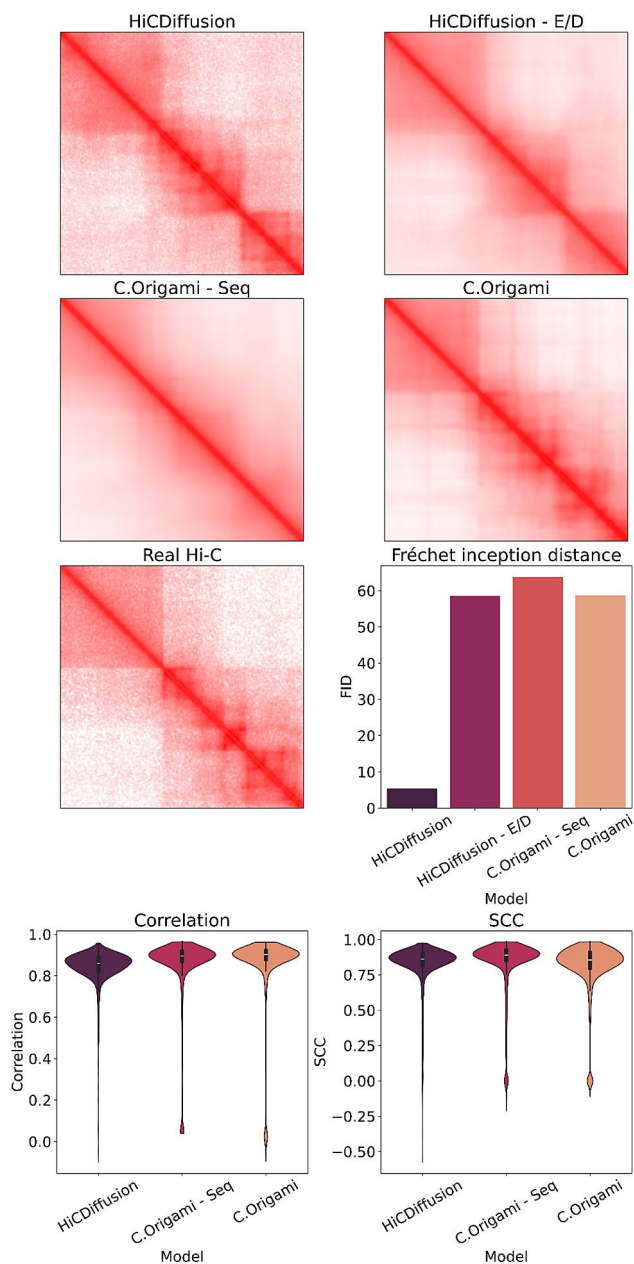 HiCDiffusion
HiCDiffusion - E/D
C.Origami - Seq
C.Origami
Real Hi-C
Fréchet inception distance
60
50
40
30
20
10
0
FID
HiCDiffusion
HiCDiffusion - E/D
C.Origami - Seq
C.Origami
Model
Correlation
1.0
0.8
0.6
0.4
0.2
0.0
Correlation
HiCDiffusion
C.Origami - Seq
C.Origami
Model
SCC
1.00
0.75
0.50
0.25
0.00
−0.25
−0.50
SCC
HiCDiffusion
C.Origami - Seq
C.Origami
Model